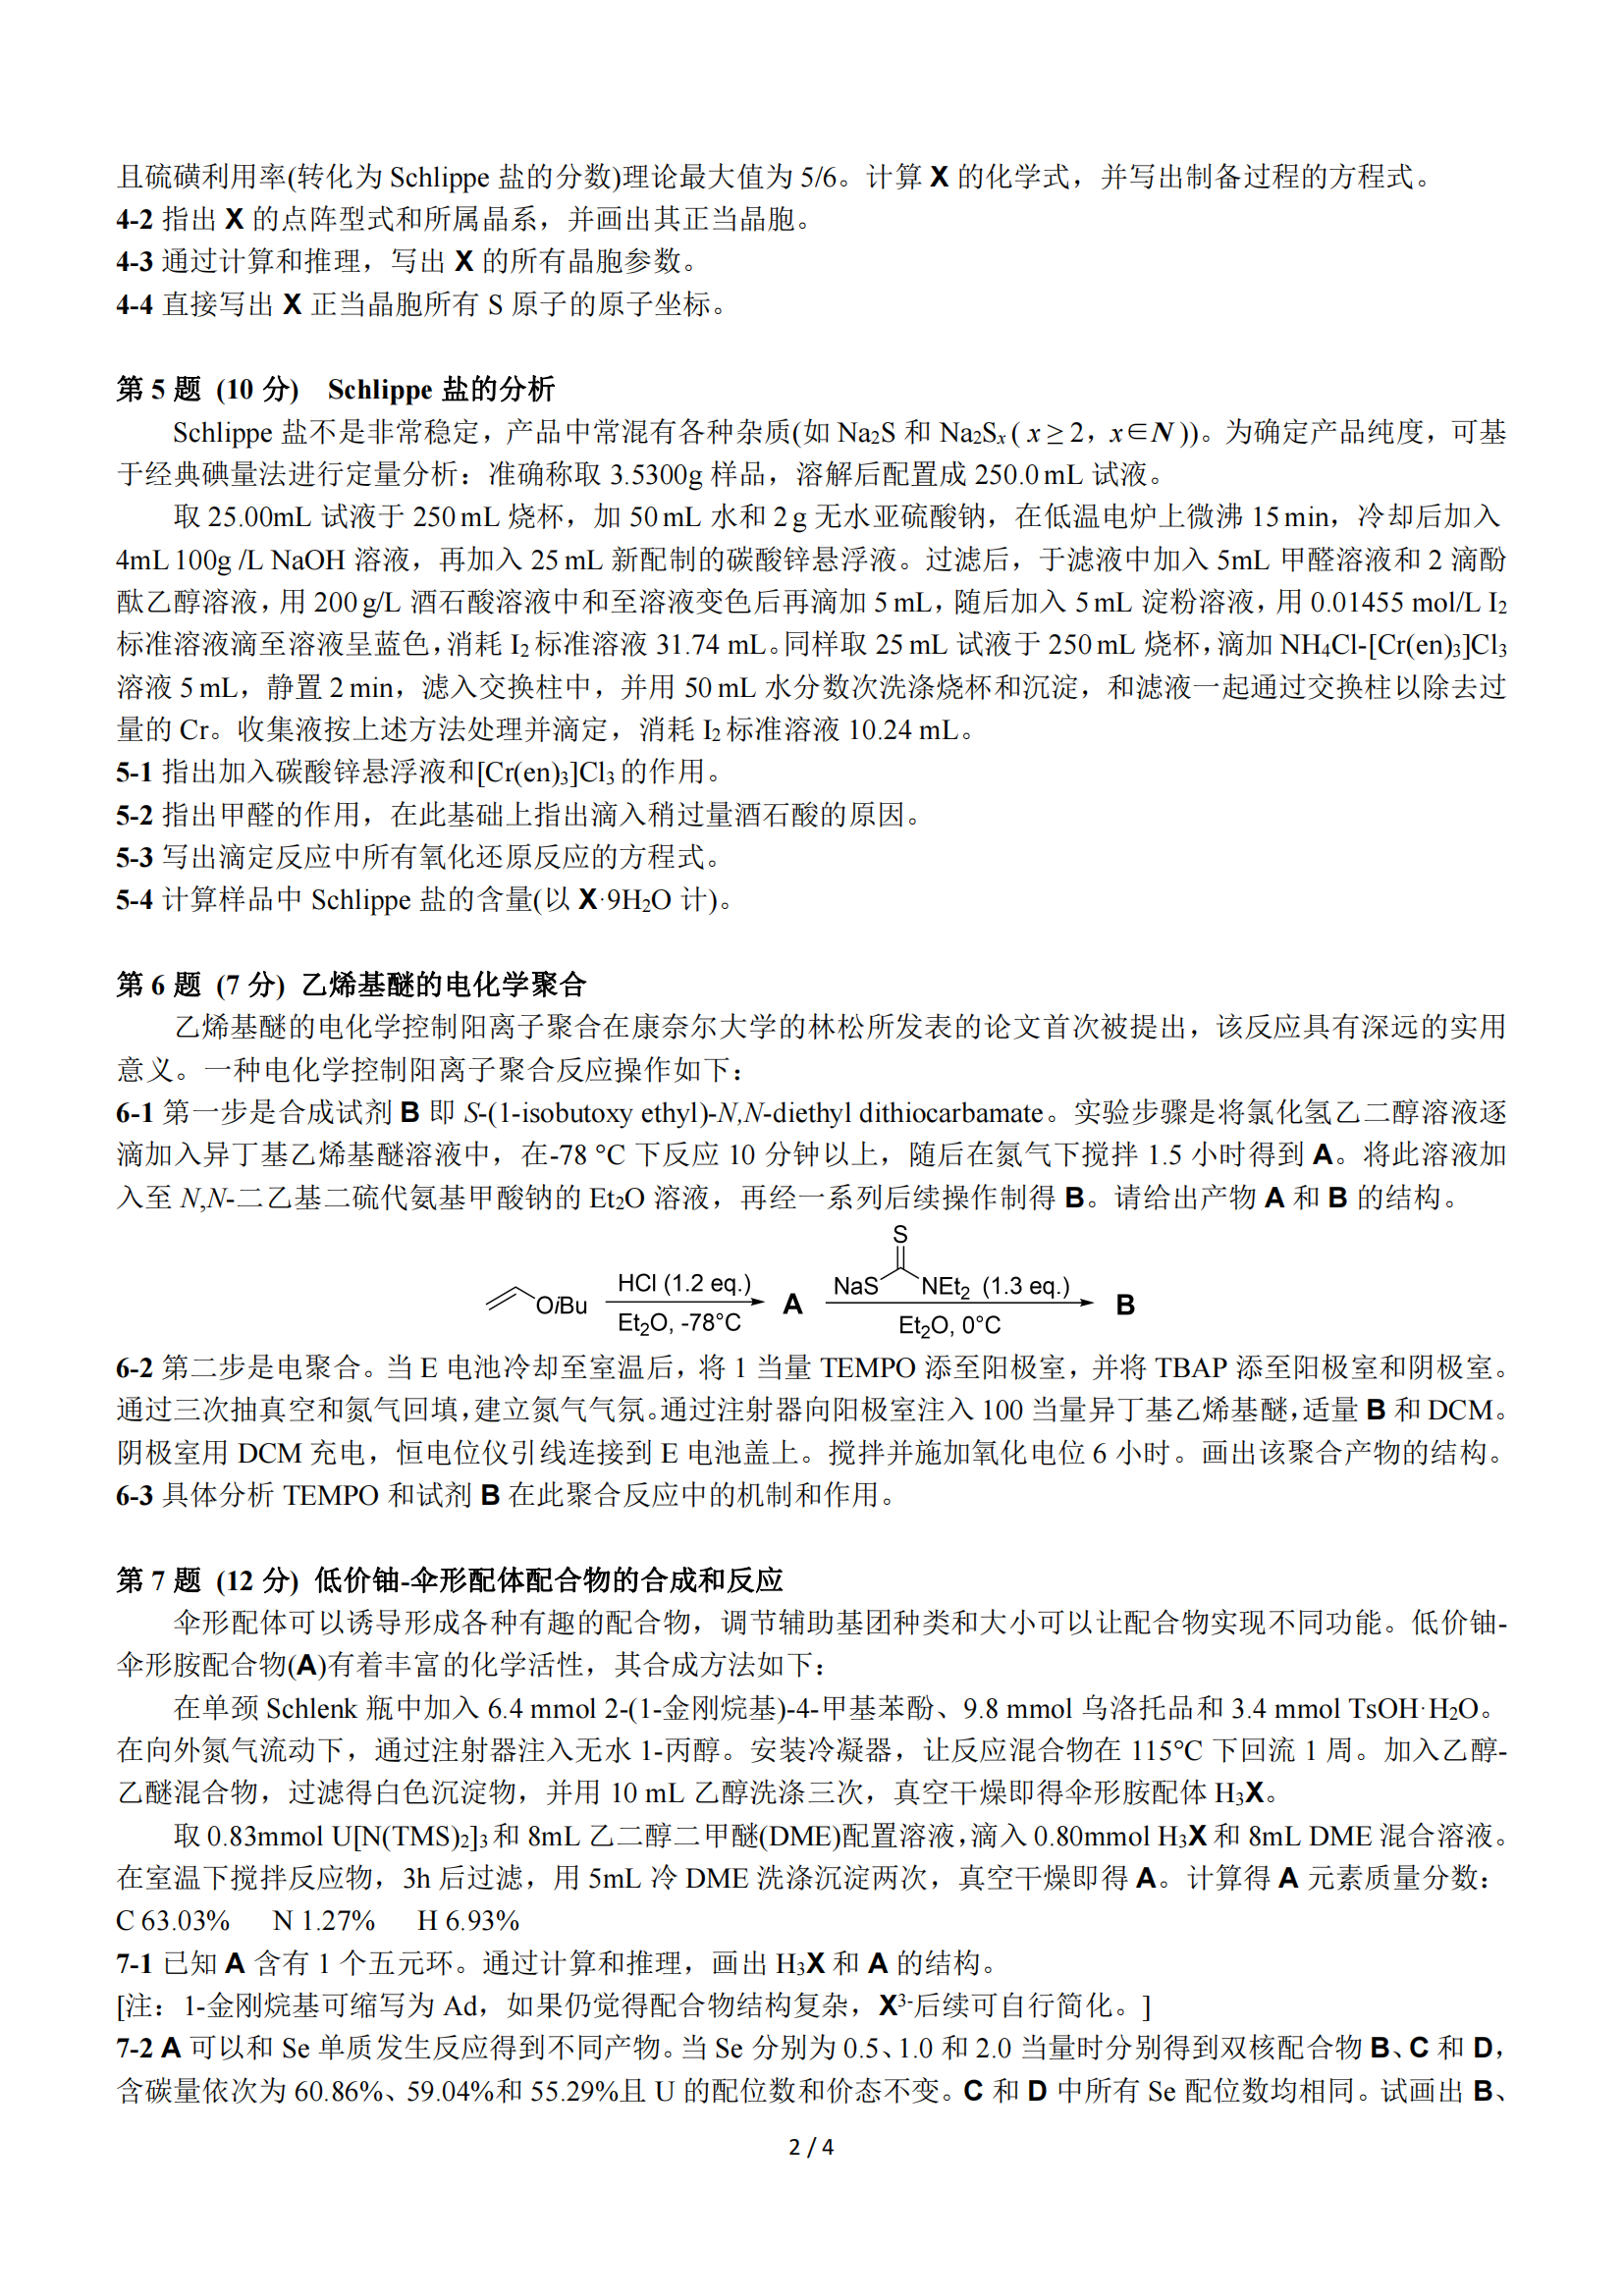 且硫磺利用率(转化为 Schlippe 盐的分数)理论最大值为 5/6。计算 X 的化学式，并写出制备过程的方程式。
4-2 指出 X 的点阵型式和所属晶系，并画出其正当晶胞。
4-3 通过计算和推理，写出 X 的所有晶胞参数。
4-4 直接写出 X 正当晶胞所有 S 原子的原子坐标。
第 5 题 (10 分) Schlippe 盐的分析
Schlippe 盐不是非常稳定，产品中常混有各种杂质(如 Na2S 和 Na2Sx ( x ≥ 2，x∈N ))。为确定产品纯度，可基
于经典碘量法进行定量分析：准确称取 3.5300g 样品，溶解后配置成 250.0 mL 试液。
取 25.00mL 试液于 250 mL 烧杯，加 50 mL 水和 2 g 无水亚硫酸钠，在低温电炉上微沸 15 min，冷却后加入
4mL 100g /L NaOH 溶液，再加入 25 mL 新配制的碳酸锌悬浮液。过滤后，于滤液中加入 5mL 甲醛溶液和 2 滴酚
酞乙醇溶液，用 200 g/L 酒石酸溶液中和至溶液变色后再滴加 5 mL，随后加入 5 mL 淀粉溶液，用 0.01455 mol/L I2
标准溶液滴至溶液呈蓝色，消耗 I2 标准溶液 31.74 mL。同样取 25 mL 试液于 250 mL 烧杯，滴加 NH4Cl-[Cr(en)3]Cl3
溶液 5 mL，静置 2 min，滤入交换柱中，并用 50 mL 水分数次洗涤烧杯和沉淀，和滤液一起通过交换柱以除去过
量的 Cr。收集液按上述方法处理并滴定，消耗 I2 标准溶液 10.24 mL。
5-1 指出加入碳酸锌悬浮液和[Cr(en)3]Cl3 的作用。
5-2 指出甲醛的作用，在此基础上指出滴入稍过量酒石酸的原因。
5-3 写出滴定反应中所有氧化还原反应的方程式。
5-4 计算样品中 Schlippe 盐的含量(以 X·9H2O 计)。
第 6 题 (7 分) 乙烯基醚的电化学聚合
乙烯基醚的电化学控制阳离子聚合在康奈尔大学的林松所发表的论文首次被提出，该反应具有深远的实用
意义。一种电化学控制阳离子聚合反应操作如下：
6-1 第一步是合成试剂 B 即 S-(1-isobutoxy ethyl)-N,N-diethyl dithiocarbamate。实验步骤是将氯化氢乙二醇溶液逐
滴加入异丁基乙烯基醚溶液中，在-78 °C 下反应 10 分钟以上，随后在氮气下搅拌 1.5 小时得到 A。将此溶液加
入至 N,N-二乙基二硫代氨基甲酸钠的 Et2O 溶液，再经一系列后续操作制得 B。请给出产物 A 和 B 的结构。
S
HCl (1.2 eq.) NaS NEt2 (1.3 eq.)
OiBu A B
Et2O, -78°C Et2O, 0°C
6-2 第二步是电聚合。当 E 电池冷却至室温后，将 1 当量 TEMPO 添至阳极室，并将 TBAP 添至阳极室和阴极室。
通过三次抽真空和氮气回填，建立氮气气氛。通过注射器向阳极室注入 100 当量异丁基乙烯基醚，适量 B 和 DCM。
阴极室用 DCM 充电，恒电位仪引线连接到 E 电池盖上。搅拌并施加氧化电位 6 小时。画出该聚合产物的结构。
6-3 具体分析 TEMPO 和试剂 B 在此聚合反应中的机制和作用。
第 7 题 (12 分) 低价铀-伞形配体配合物的合成和反应
伞形配体可以诱导形成各种有趣的配合物，调节辅助基团种类和大小可以让配合物实现不同功能。低价铀-
伞形胺配合物(A)有着丰富的化学活性，其合成方法如下：
在单颈 Schlenk 瓶中加入 6.4 mmol 2-(1-金刚烷基)-4-甲基苯酚、9.8 mmol 乌洛托品和 3.4 mmol TsOH·H2O。
在向外氮气流动下，通过注射器注入无水 1-丙醇。安装冷凝器，让反应混合物在 115°C 下回流 1 周。加入乙醇-
乙醚混合物，过滤得白色沉淀物，并用 10 mL 乙醇洗涤三次，真空干燥即得伞形胺配体 H3X。
取 0.83mmol U[N(TMS)2]3 和 8mL 乙二醇二甲醚(DME)配置溶液，滴入 0.80mmol H3X 和 8mL DME 混合溶液。
在室温下搅拌反应物，3h 后过滤，用 5mL 冷 DME 洗涤沉淀两次，真空干燥即得 A。计算得 A 元素质量分数：
C 63.03% N 1.27% H 6.93%
7-1 已知 A 含有 1 个五元环。通过计算和推理，画出 H3X 和 A 的结构。
[注：1-金刚烷基可缩写为 Ad，如果仍觉得配合物结构复杂，X3-后续可自行简化。]
7-2 A 可以和 Se 单质发生反应得到不同产物。当 Se 分别为 0.5、1.0 和 2.0 当量时分别得到双核配合物 B、C 和 D，
含碳量依次为 60.86%、59.04%和 55.29%且 U 的配位数和价态不变。C 和 D 中所有 Se 配位数均相同。试画出 B、
2 / 4